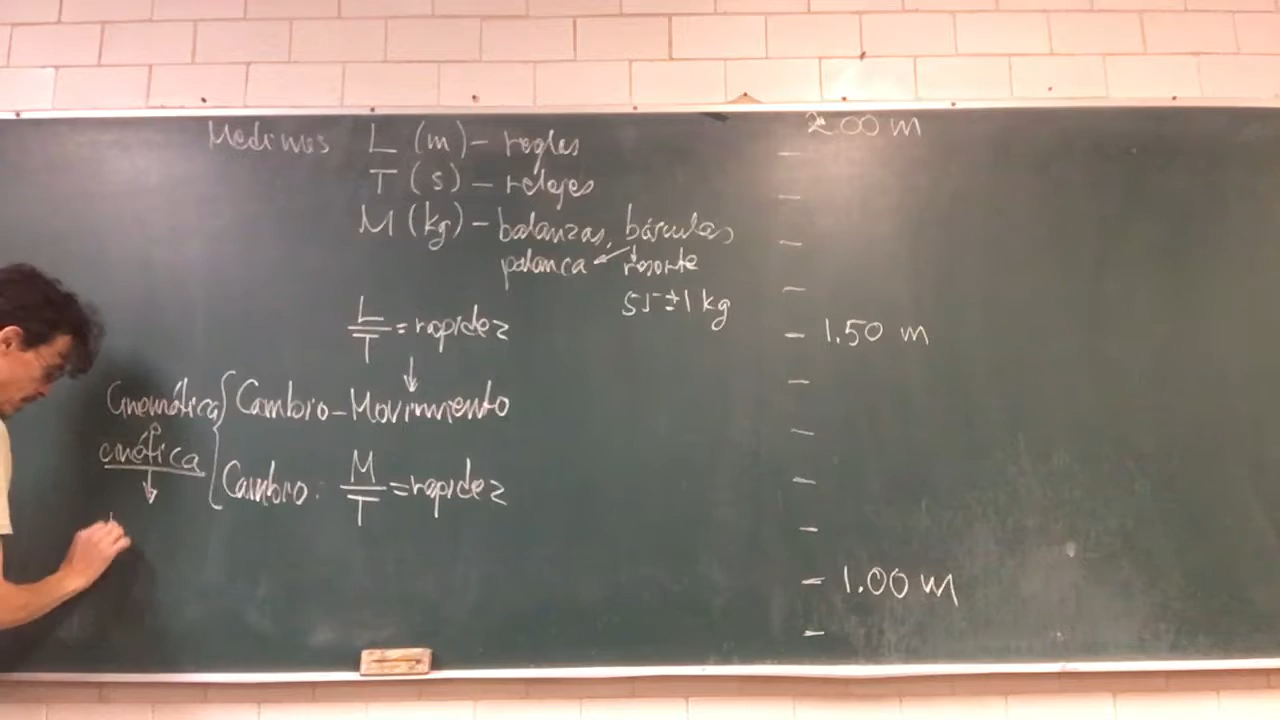 Medimos L (m) - reglas
T (s) - relojes
M (kg) - balanzas, básculas
palanca resorte
55 ± 1 kg
L/T = rapidez
Cinemática Cambio - Movimiento
cinética
Cambio: M/T = rapidez
2.00 m
1.50 m
1.00 m